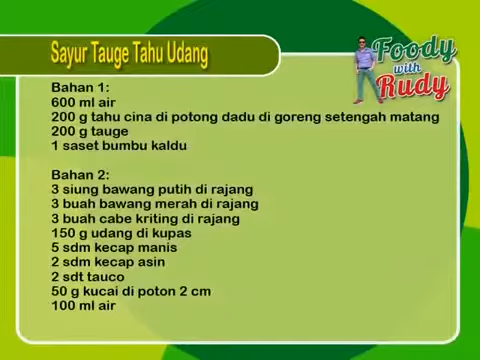 Sayur Tauge Tahu Udang
Foody
with
Rudy
Bahan 1:
600 ml air
200 g tahu cina di potong dadu di goreng setengah matang
200 g tauge
1 saset bumbu kaldu
Bahan 2:
3 siung bawang putih di rajang
3 buah bawang merah di rajang
3 buah cabe kriting di rajang
150 g udang di kupas
5 sdm kecap manis
2 sdm kecap asin
2 sdt tauco
50 g kucai di poton 2 cm
100 ml air